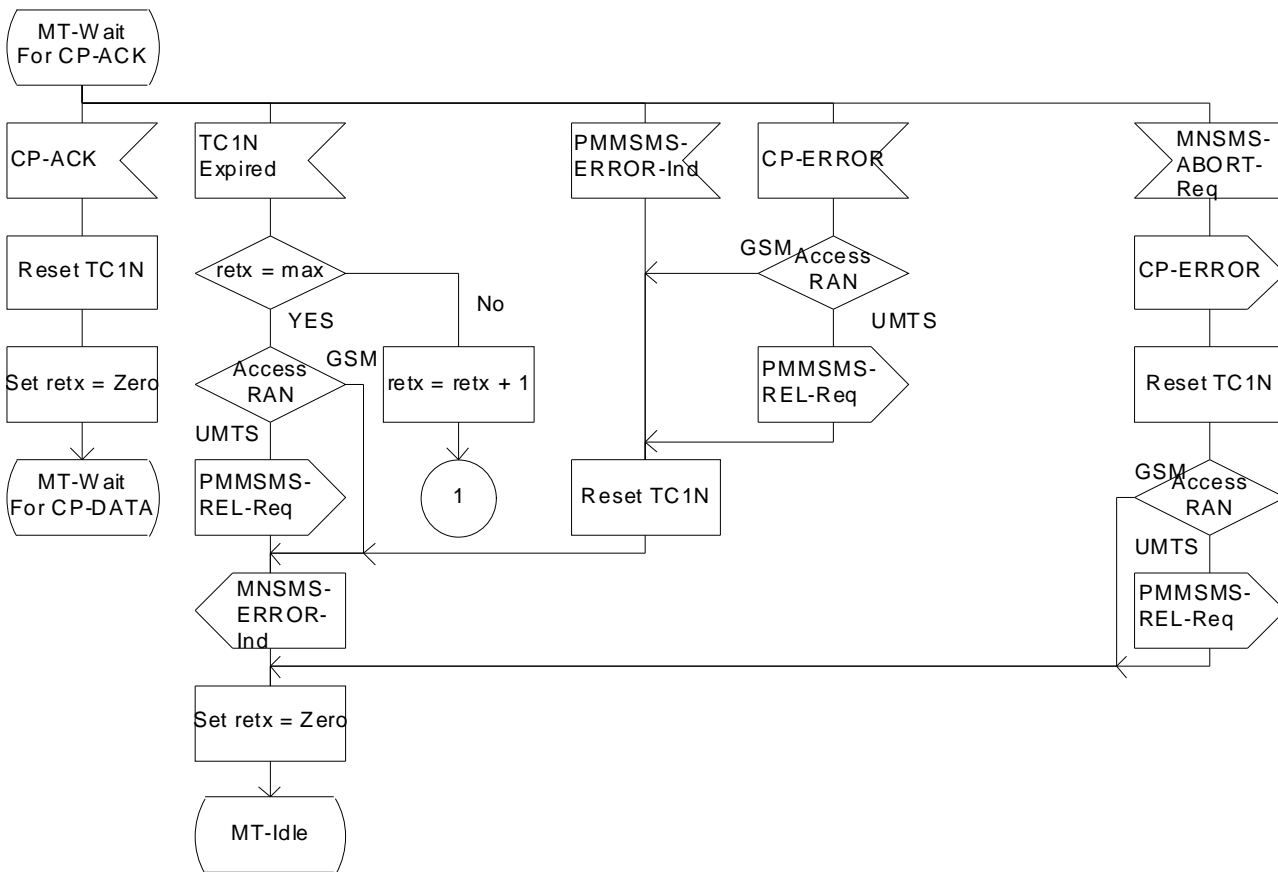 MT-Wait
For CP-ACK
CP-ACK
TC1N
Expired
PMMSMS-
ERROR-Ind
CP-ERROR
MNSMS-
ABORT-
Req
Reset TC1N
retx = max
GSM
Access
RAN
CP-ERROR
No
YES
UMTS
Set retx = Zero
Access
RAN
GSM
retx = retx + 1
PMMSMS-
REL-Req
Reset TC1N
UMTS
MT-Wait
For CP-DATA
PMMSMS-
REL-Req
1
Reset TC1N
GSM
Access
RAN
UMTS
MNSMS-
ERROR-
Ind
PMMSMS-
REL-Req
Set retx = Zero
MT-Idle